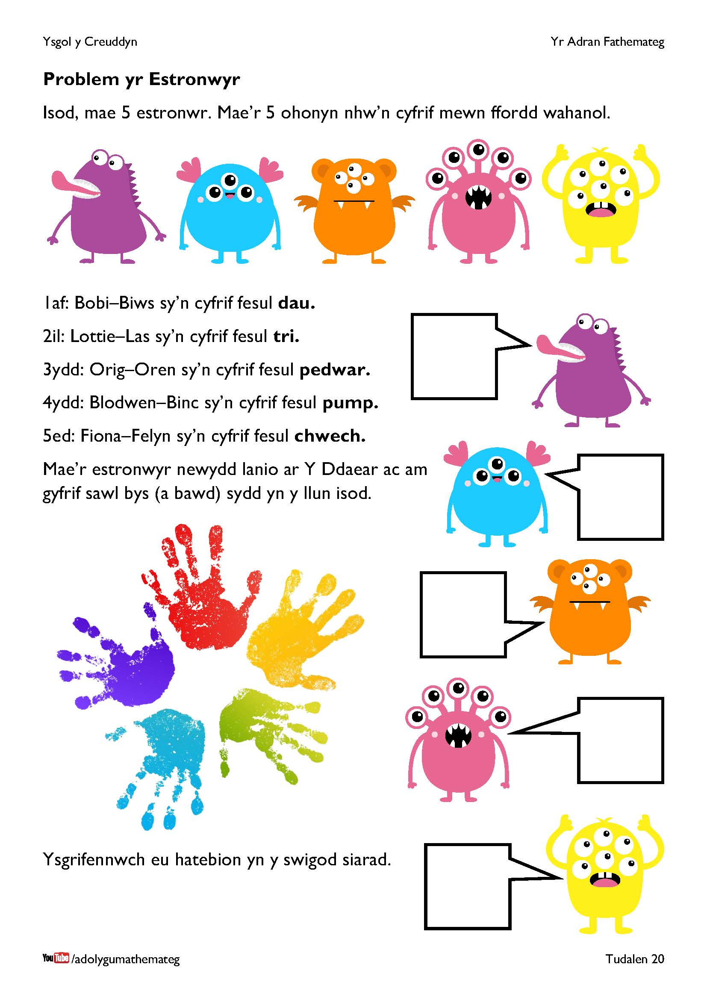 Ysgol y Creuddyn
Yr Adran Fathemateg
Problem yr Estronwyr
Isod, mae 5 estronwr. Mae’r 5 ohonyn nhw’n cyfrif mewn ffordd wahanol.
1af: Bobi–Biws sy’n cyfrif fesul dau.
2il: Lottie–Las sy’n cyfrif fesul tri.
3ydd: Orig–Oren sy’n cyfrif fesul pedwar.
4ydd: Blodwen–Binc sy’n cyfrif fesul pump.
5ed: Fiona–Felyn sy’n cyfrif fesul chwech.
Mae’r estronwyr newydd lanio ar Y Ddaear ac am
gyfrif sawl bys (a bawd) sydd yn y llun isod.
Ysgrifennwch eu hatebion yn y swigod siarad.
YouTube /adolygumathemateg
Tudalen 20